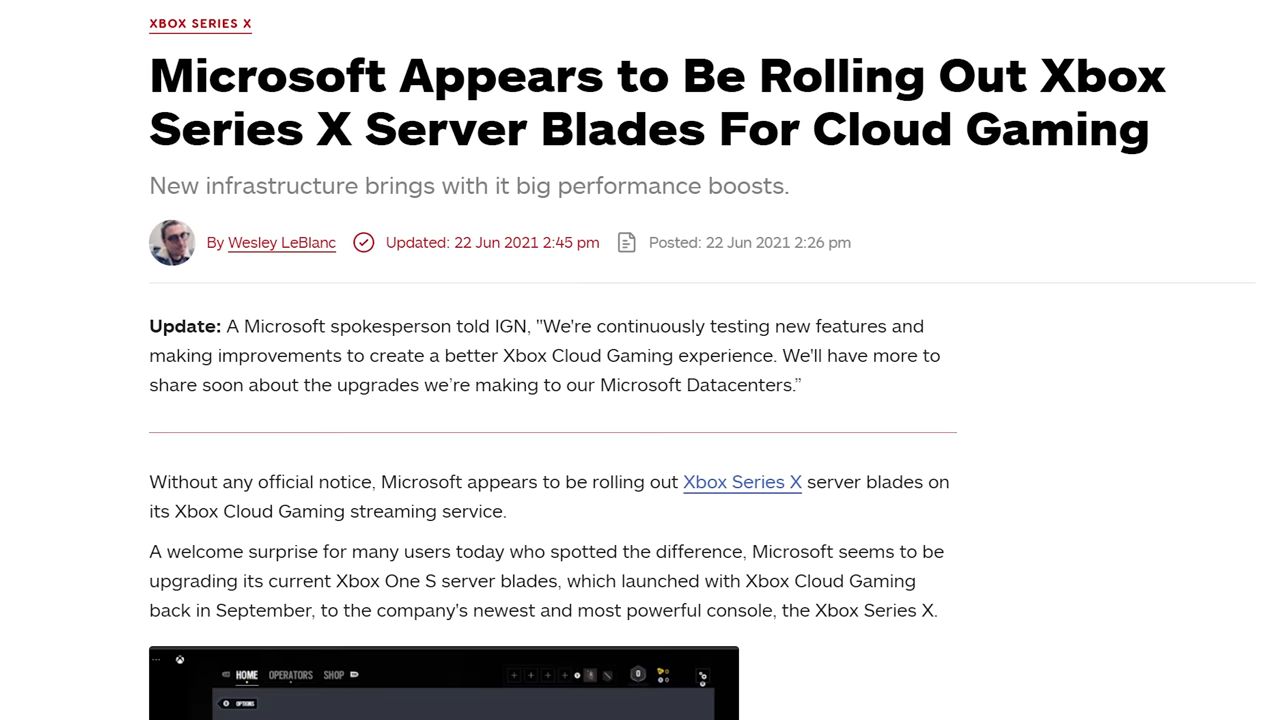 XBOX SERIES X
Microsoft Appears to Be Rolling Out Xbox
Series X Server Blades For Cloud Gaming
New infrastructure brings with it big performance boosts.
By Wesley LeBlanc Updated: 22 Jun 2021 2:45 pm Posted: 22 Jun 2021 2:26 pm
Update: A Microsoft spokesperson told IGN, "We're continuously testing new features and
making improvements to create a better Xbox Cloud Gaming experience. We'll have more to
share soon about the upgrades we’re making to our Microsoft Datacenters.”
Without any official notice, Microsoft appears to be rolling out Xbox Series X server blades on
its Xbox Cloud Gaming streaming service.
A welcome surprise for many users today who spotted the difference, Microsoft seems to be
upgrading its current Xbox One S server blades, which launched with Xbox Cloud Gaming
back in September, to the company's newest and most powerful console, the Xbox Series X.
HOME OPERATORS SHOP
OPTIONS